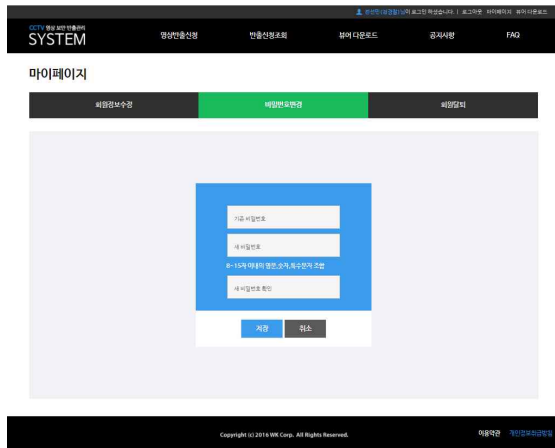 로그인 하셨습니다. | 로그아웃 마이페이지 뷰어 다운로드
CCTV 영상 보안 반출관리
SYSTEM
영상반출신청 반출신청조회 뷰어 다운로드 공지사항 FAQ
마이페이지
회원정보수정 비밀번호변경 회원탈퇴
기존 비밀번호
새 비밀번호
8~15자 이내의 영문,숫자,특수문자 조합
새 비밀번호 확인
저장 취소
Copyright (c) 2016 WK Corp. All Rights Reserved.
이용약관 개인정보취급방침